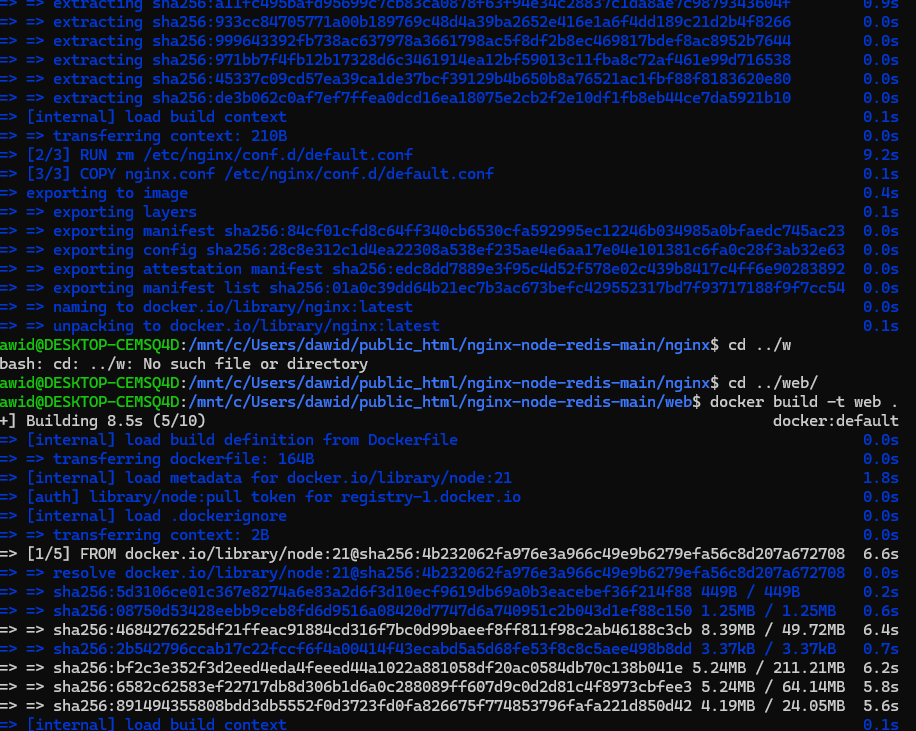 => => extracting sha256:a11fc495bafd95699c7cb83ca0878f63f94e34c28837c1da8ae7c9879343604f 0.9s
=> => extracting sha256:933cc84705771a00b189769c48d4a39ba2652e416e1a6f4dd189c21d2b4f8266 0.0s
=> => extracting sha256:999643392fb738ac637978a3661798ac5f8df2b8ec469817bdef8ac8952b7644 0.0s
=> => extracting sha256:971bb7f4fb12b17328d6c3461914ea12bf59013c11fba8c72af461e99d716538 0.0s
=> => extracting sha256:45337c09cd57ea39ca1de37bcf39129b4b650b8a76521ac1fbf88f8183620e80 0.0s
=> => extracting sha256:de3b062c0af7ef7ffea0dcd16ea18075e2cb2f2e10df1fb8eb44ce7da5921b10 0.0s
=> [internal] load build context 0.1s
=> => transferring context: 210B 0.0s
=> [2/3] RUN rm /etc/nginx/conf.d/default.conf 9.2s
=> [3/3] COPY nginx.conf /etc/nginx/conf.d/default.conf 0.1s
=> exporting to image 0.4s
=> => exporting layers 0.1s
=> => exporting manifest sha256:84cf01cfd8c64ff340cb6530cfa592995ec12246b034985a0bfaedc745ac23 0.0s
=> => exporting config sha256:28c8e312c1d4ea22308a538ef235ae4e6aa17e04e101381c6fa0c28f3ab32e63 0.0s
=> => exporting attestation manifest sha256:edc8dd7889e3f95c4d52f578e02c439b8417c4ff6e90283892 0.0s
=> => exporting manifest list sha256:01a0c39dd64b21ec7b3ac673befc429552317bd7f93717188f9f7cc54 0.0s
=> => naming to docker.io/library/nginx:latest 0.0s
=> => unpacking to docker.io/library/nginx:latest 0.1s
awid@DESKTOP-CEMSQ4D:/mnt/c/Users/dawid/public_html/nginx-node-redis-main/nginx$ cd ../w
bash: cd: ../w: No such file or directory
awid@DESKTOP-CEMSQ4D:/mnt/c/Users/dawid/public_html/nginx-node-redis-main/nginx$ cd ../web/
awid@DESKTOP-CEMSQ4D:/mnt/c/Users/dawid/public_html/nginx-node-redis-main/web$ docker build -t web .
+] Building 8.5s (5/10) docker:default
=> [internal] load build definition from Dockerfile 0.0s
=> => transferring dockerfile: 164B 0.0s
=> [internal] load metadata for docker.io/library/node:21 1.8s
=> [auth] library/node:pull token for registry-1.docker.io 0.0s
=> [internal] load .dockerignore 0.0s
=> => transferring context: 2B 0.0s
=> [1/5] FROM docker.io/library/node:21@sha256:4b232062fa976e3a966c49e9b6279efa56c8d207a672708 6.6s
=> => resolve docker.io/library/node:21@sha256:4b232062fa976e3a966c49e9b6279efa56c8d207a672708 0.0s
=> => sha256:5d3106ce01c367e8274a6e83a2d6f3d10ecf9619db69a0b3eacebef36f214f88 449B / 449B 0.2s
=> => sha256:08750d53428eebb9ceb8fd6d9516a08420d7747d6a740951c2b043d1ef88c150 1.25MB / 1.25MB 0.6s
=> => sha256:4684276225df21ffeac91884cd316f7bc0d99baeef8ff811f98c2ab46188c3cb 8.39MB / 49.72MB 6.4s
=> => sha256:2b542796ccab17c22fccf6f4a00414f43ecabd5a5d68fe53f8c8c5aee498b8dd 3.37kB / 3.37kB 0.7s
=> => sha256:bf2c3e352f3d2eed4eda4feeed44a1022a881058df20ac0584db70c138b041e 5.24MB / 211.21MB 6.2s
=> => sha256:6582c62583ef22717db8d306b1d6a0c288089ff607d9c0d2d81c4f8973cbfee3 5.24MB / 64.14MB 5.8s
=> => sha256:891494355808bdd3db5552f0d3723fd0fa826675f774853796fafa221d850d42 4.19MB / 24.05MB 5.6s
=> [internal] load build context 0.1s